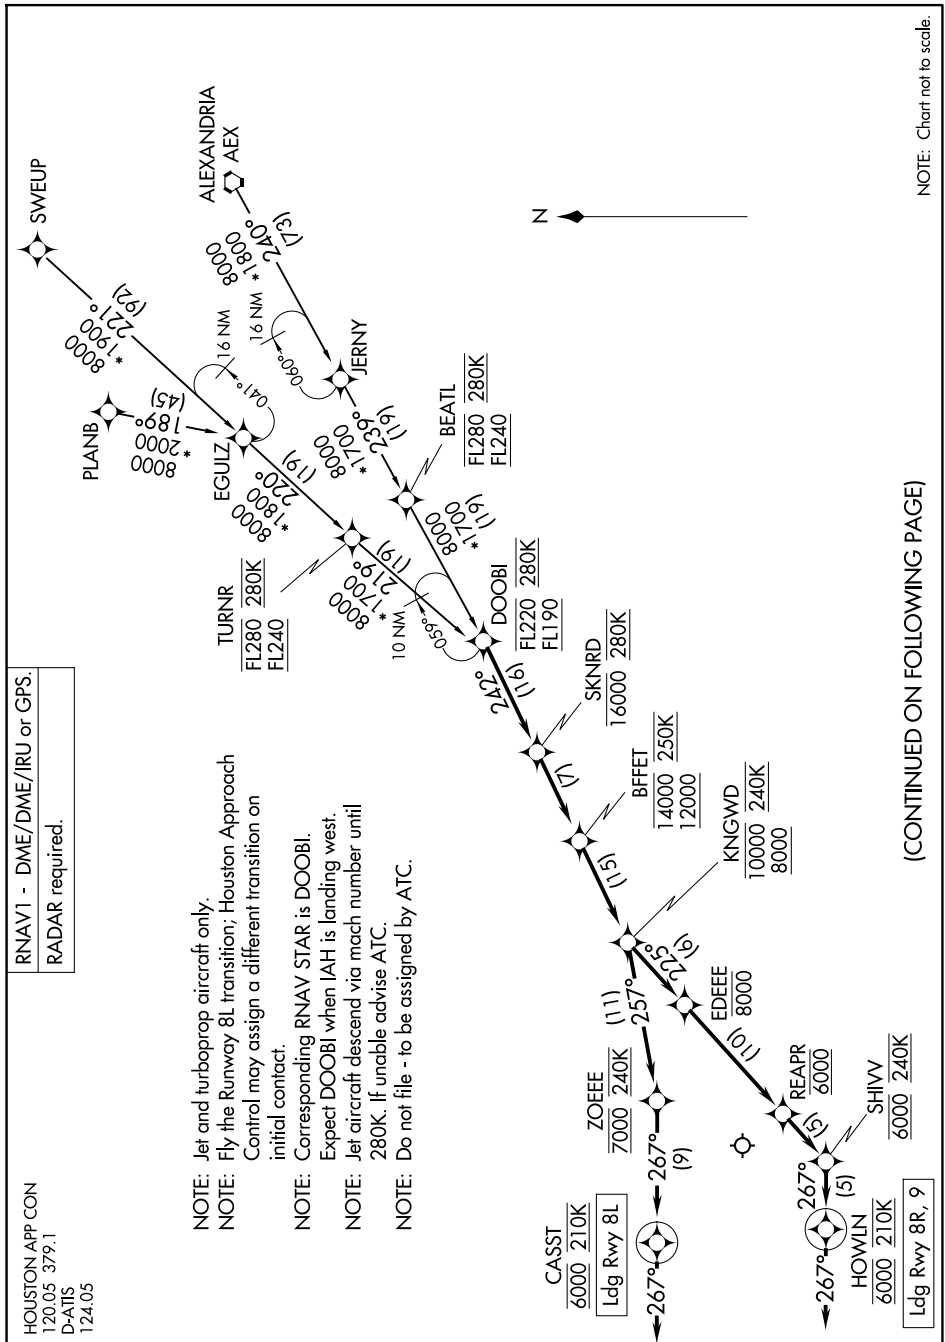 HOUSTON APP CON
120.05 379.1
D-ATIS
124.05
RNAV1 - DME/DME/IRU or GPS.
RADAR required.
NOTE: Jet and turboprop aircraft only.
NOTE: Fly the Runway 8L transition; Houston Approach
Control may assign a different transition on
initial contact.
NOTE: Corresponding RNAV STAR is DOOBI.
Expect DOOBI when IAH is landing west.
NOTE: Jet aircraft descend via mach number until
280K. If unable advise ATC.
NOTE: Do not file - to be assigned by ATC.
SWEUP
8000
*1900
221°
(92)
PLANB
8000
*2000
189°
(45)
EGULZ
16 NM
041°
8000
*1800
220°
(19)
TURNR
FL280 280K
FL240
8000
*1700
219°
(19)
ALEXANDRIA
AEX
8000
*1800
240°
(73)
16 NM
060°
JERNY
8000
*1700
239°
(19)
BEATL
FL280 280K
FL240
8000
*1700
(19)
10 NM
059°
DOOBI
FL220 280K
FL190
242°
(16)
SKNRD
16000 280K
(7)
BFFET
14000 250K
12000
(15)
KNGWD
10000 240K
8000
257°
(11)
ZOEEE
7000 240K
267°
(9)
CASST
6000 210K
Ldg Rwy 8L
267°
225°
(6)
EDEEE
8000
(10)
REAPR
6000
(5)
SHIVV
6000 240K
267°
(5)
HOWLN
6000 210K
Ldg Rwy 8R, 9
267°
N
(CONTINUED ON FOLLOWING PAGE)
NOTE: Chart not to scale.